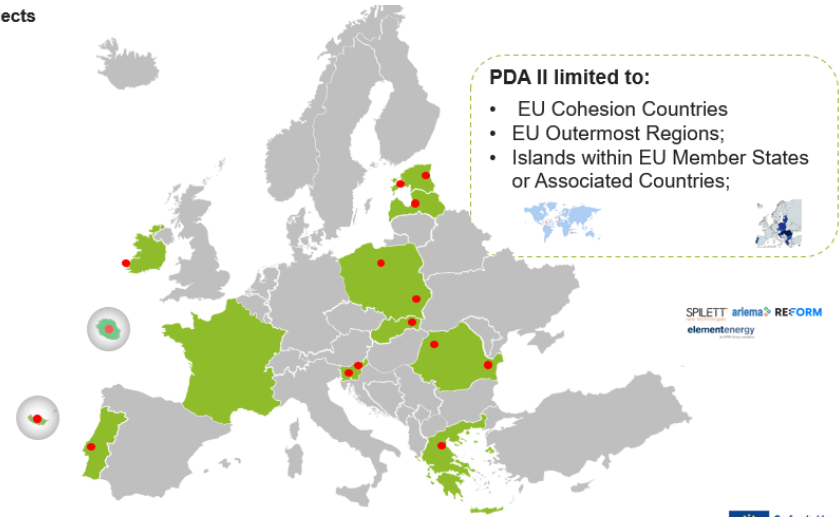 ects
PDA II limited to:
• EU Cohesion Countries
• EU Outermost Regions;
• Islands within EU Member States
or Associated Countries;
SPILETT ariema REFORM
elementenergy